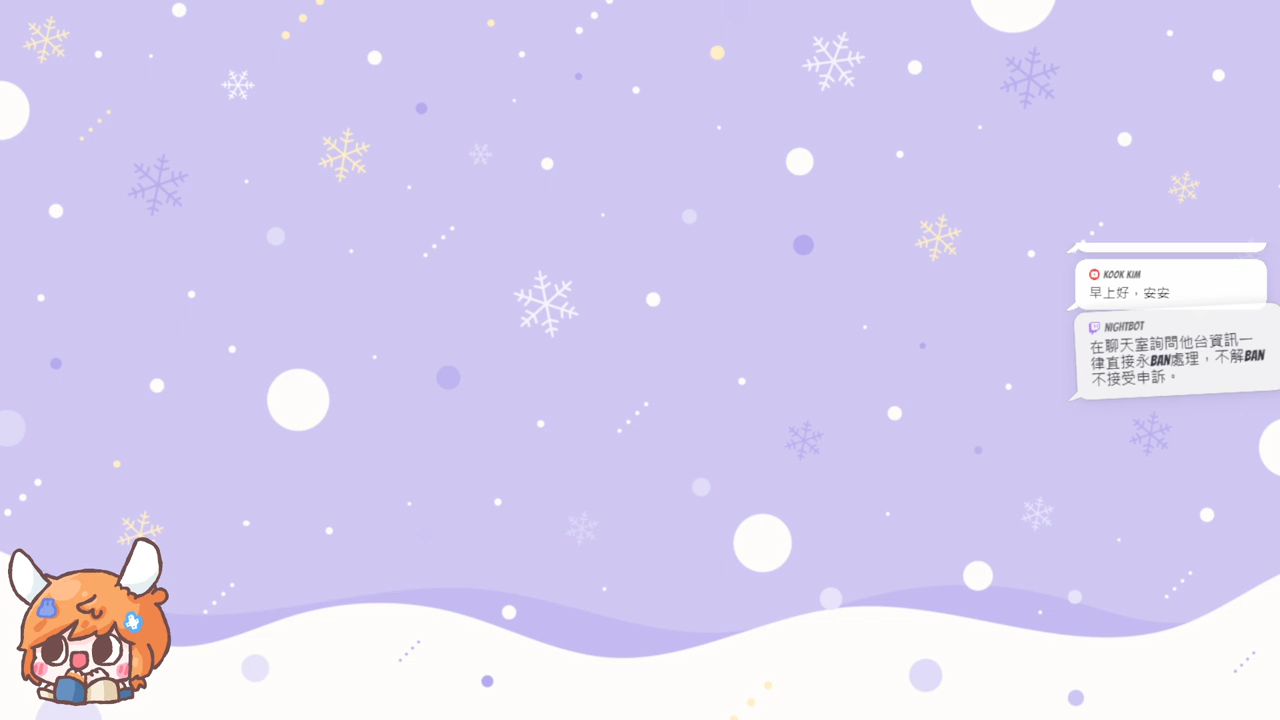 KOOK KIM
早上好,安安
NIGHTBOT
在聊天室詢問他台資訊一
律直接永BAN處理,不解BAN
不接受申訴。